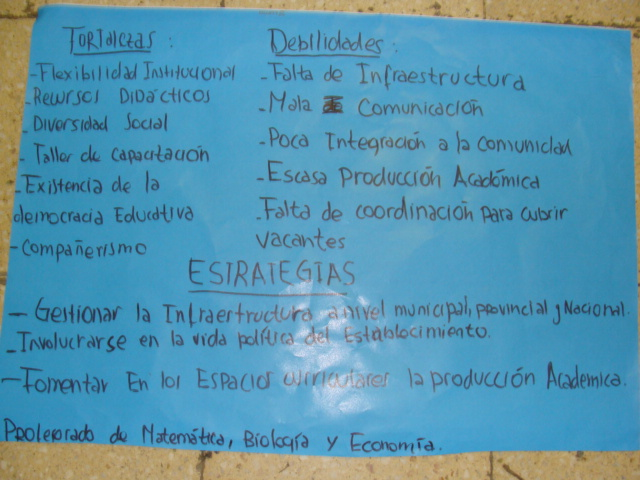 Fortalezas:
- Flexibilidad Institucional
- Recursos Didácticos
- Diversidad Social
- Taller de capacitación
- Existencia de la
democracia Educativa
- compañerismo
Debilidades:
- Falta de Infraestructura
- Mala Comunicación
- Poca Integración a la comunidad
- Escasa Producción Académica
- Falta de coordinación para cubrir
vacantes
ESTRATEGIAS
- Gestionar la Infraestructura a nivel municipal, provincial y Nacional.
- Involucrarse en la vida política del Establecimiento.
- Fomentar En los Espacios curriculares la producción Academica.
Profesorado de Matemática, Biología y Economía.